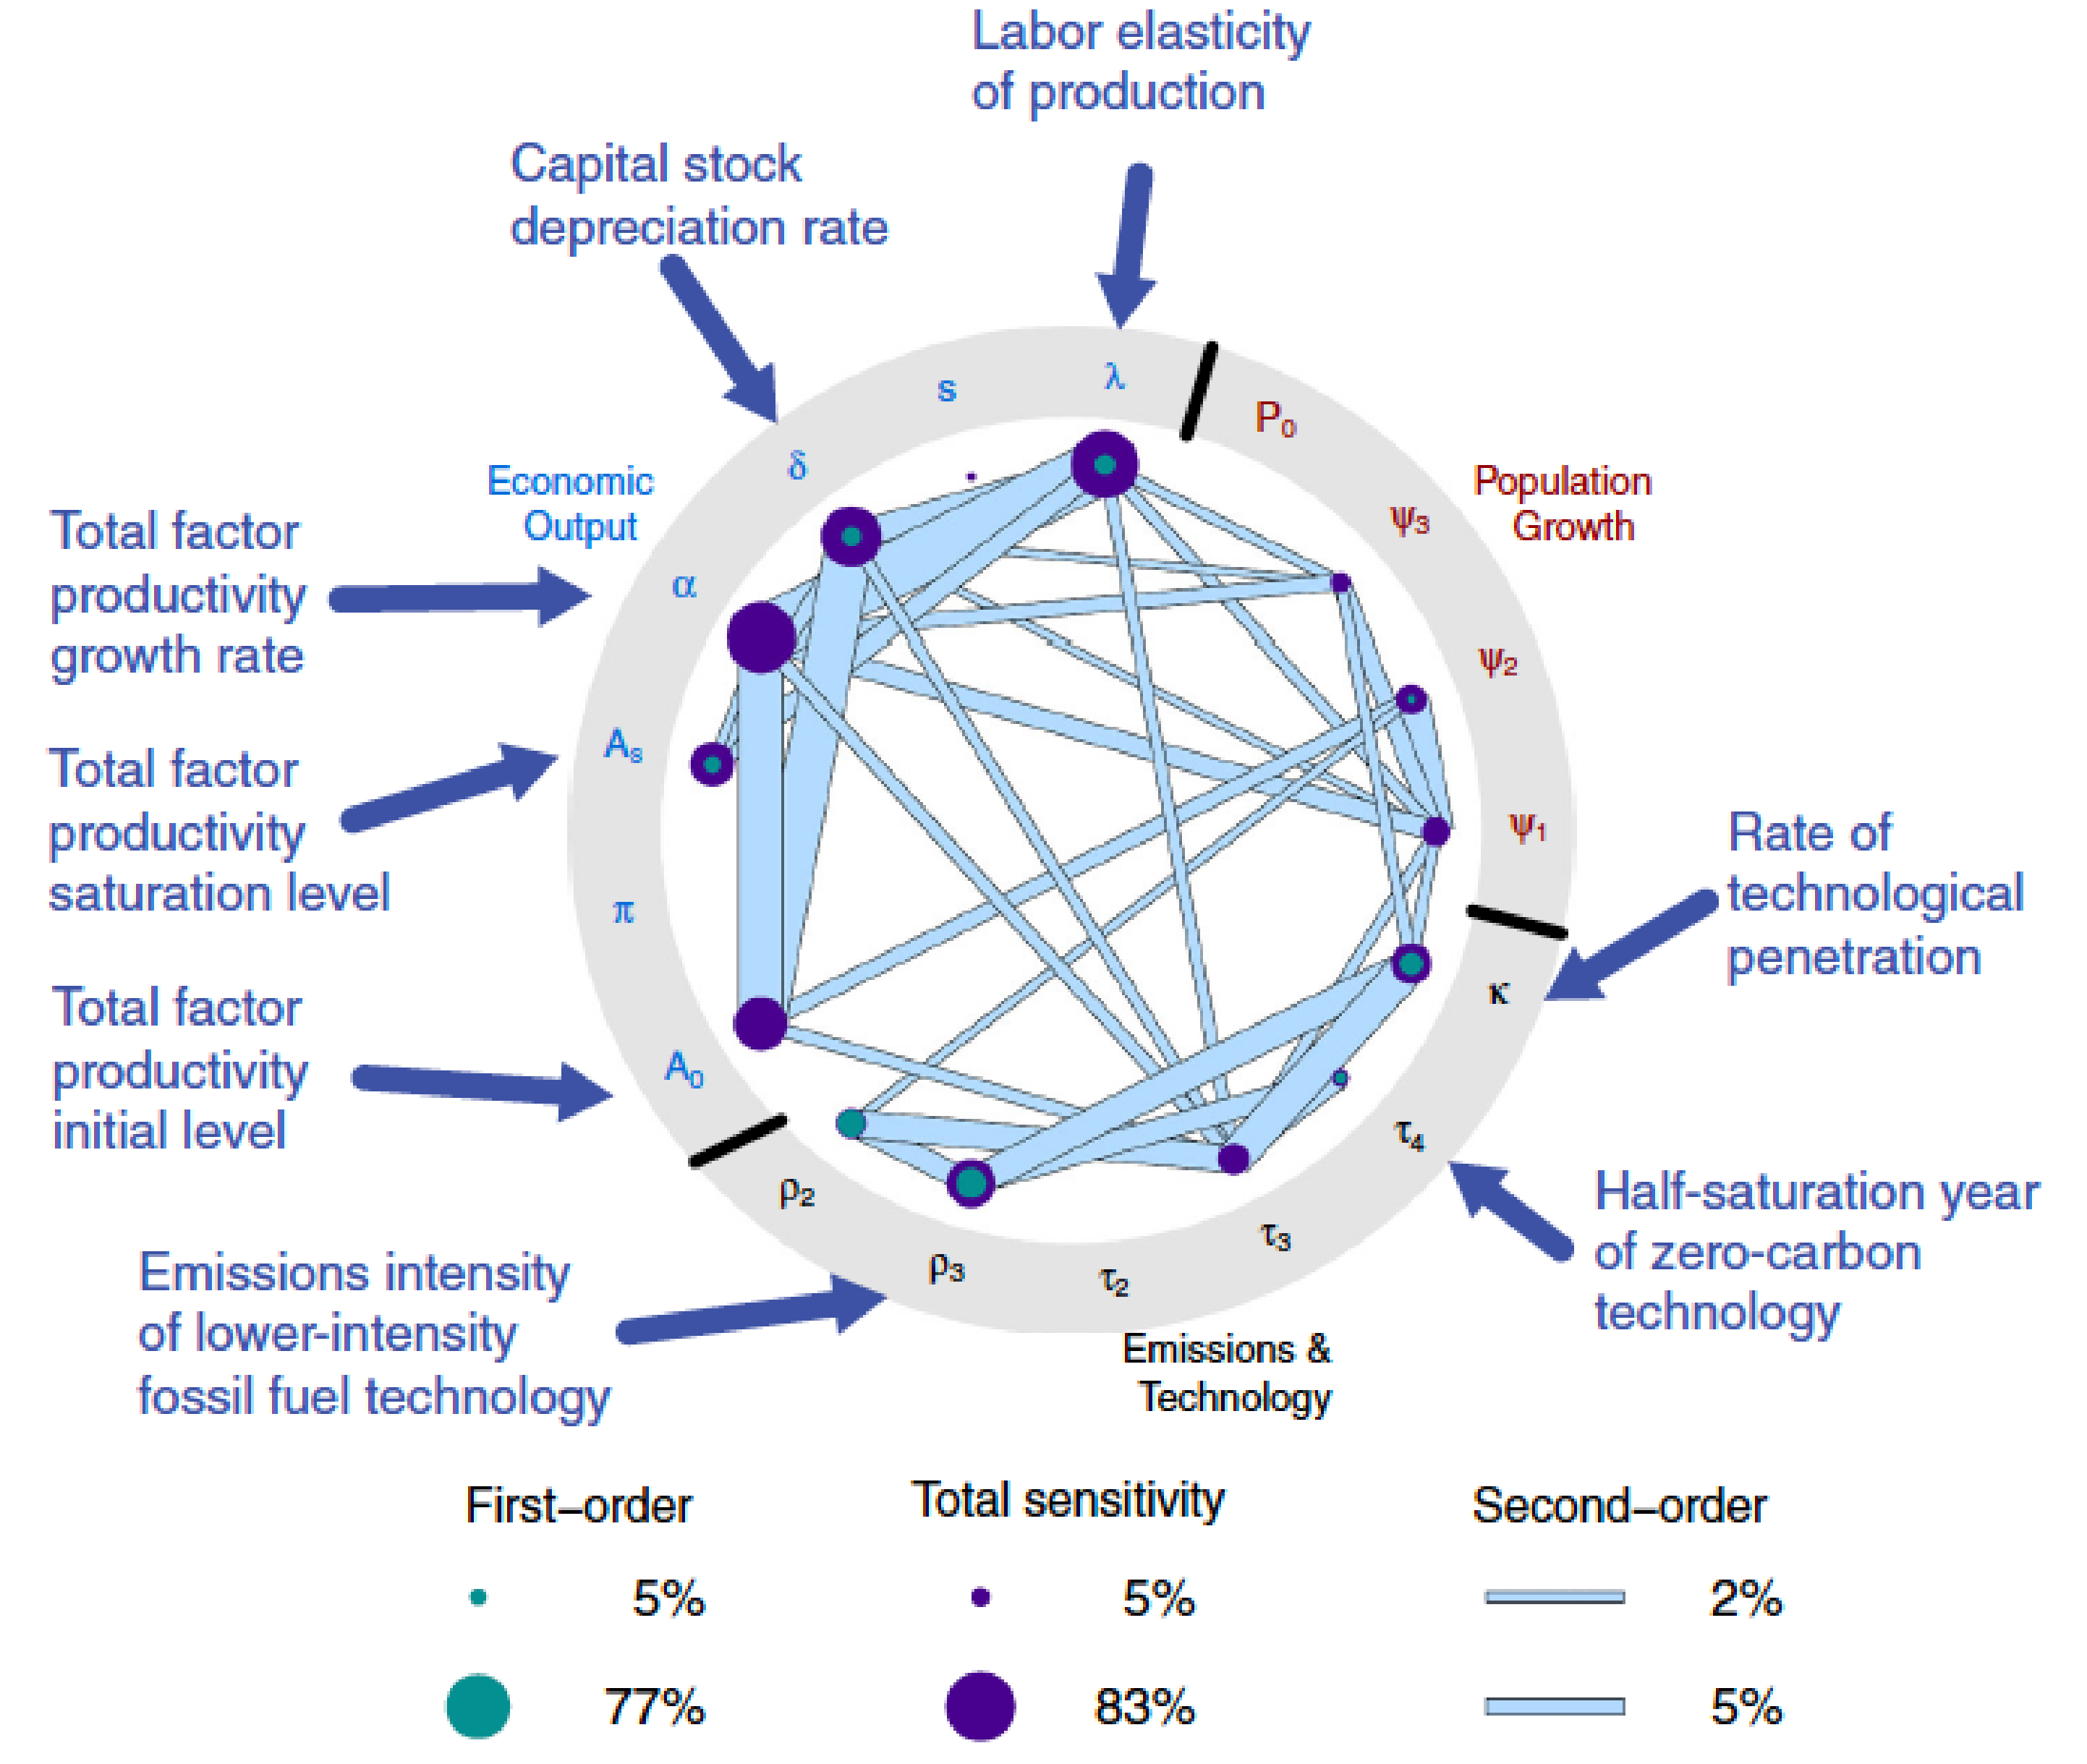 Labor elasticity
of production
Capital stock
depreciation rate
Economic
Output
Total factor
productivity
growth rate
Total factor
productivity
saturation level
Total factor
productivity
initial level
Emissions intensity
of lower-intensity
fossil fuel technology
λ
s
δ
α
A_s
π
A₀
ρ₂
ρ₃
τ₂
τ₃
τ₄
κ
ψ₁
ψ₂
ψ₃
P₀
Population
Growth
Rate of
technological
penetration
Half-saturation year
of zero-carbon
technology
Emissions &
Technology
First–order
5%
77%
Total sensitivity
5%
83%
Second–order
2%
5%